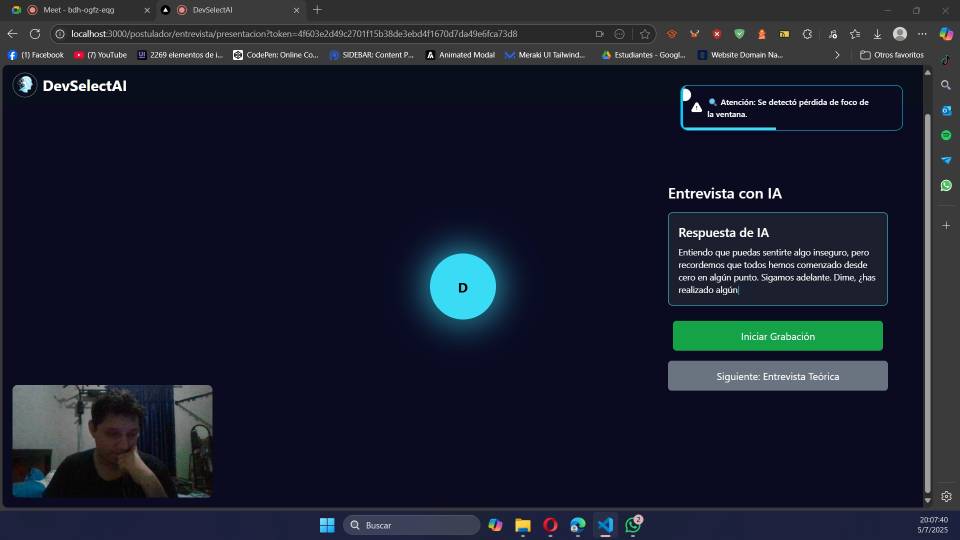 Meet - bdh-ogfz-eqg
DevSelectAI
localhost:3000/postulador/entrevista/presentacion?token=4f603e2d49c2701f15b38de3ebd4f1670d7da49e6fca73d8
(1) Facebook
(7) YouTube
2269 elementos de i...
CodePen: Online Co...
SIDEBAR: Content P...
Animated Modal
Meraki UI Tailwind...
Estudiantes - Googl...
Website Domain Na...
Otros favoritos
DevSelectAI
Atención: Se detectó pérdida de foco de
la ventana.
Entrevista con IA
Respuesta de IA
Entiendo que puedas sentirte algo inseguro, pero
recordemos que todos hemos comenzado desde
cero en algún punto. Sigamos adelante. Dime, ¿has
realizado algún
D
Iniciar Grabación
Siguiente: Entrevista Teórica
Buscar
2
20:07:40
5/7/2025